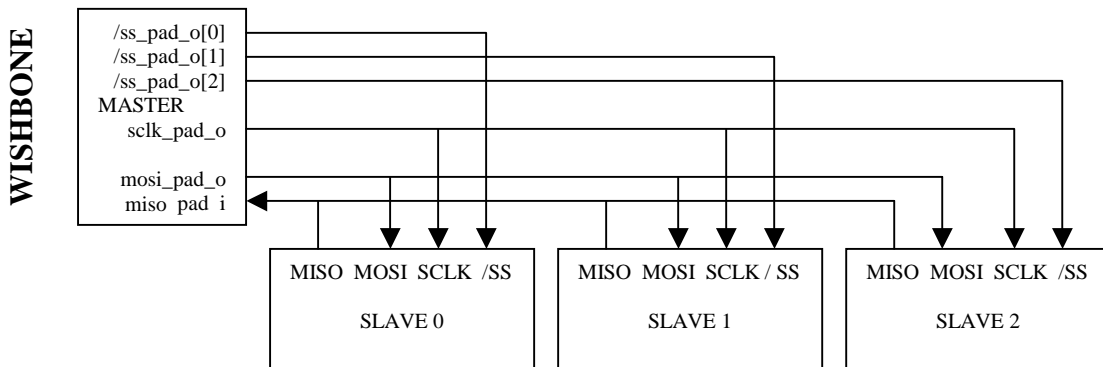 WISHBONE
/ss_pad_o[0]
/ss_pad_o[1]
/ss_pad_o[2]
MASTER
sclk_pad_o
mosi_pad_o
miso pad i
MISO MOSI SCLK /SS
SLAVE 0
MISO MOSI SCLK / SS
SLAVE 1
MISO MOSI SCLK /SS
SLAVE 2